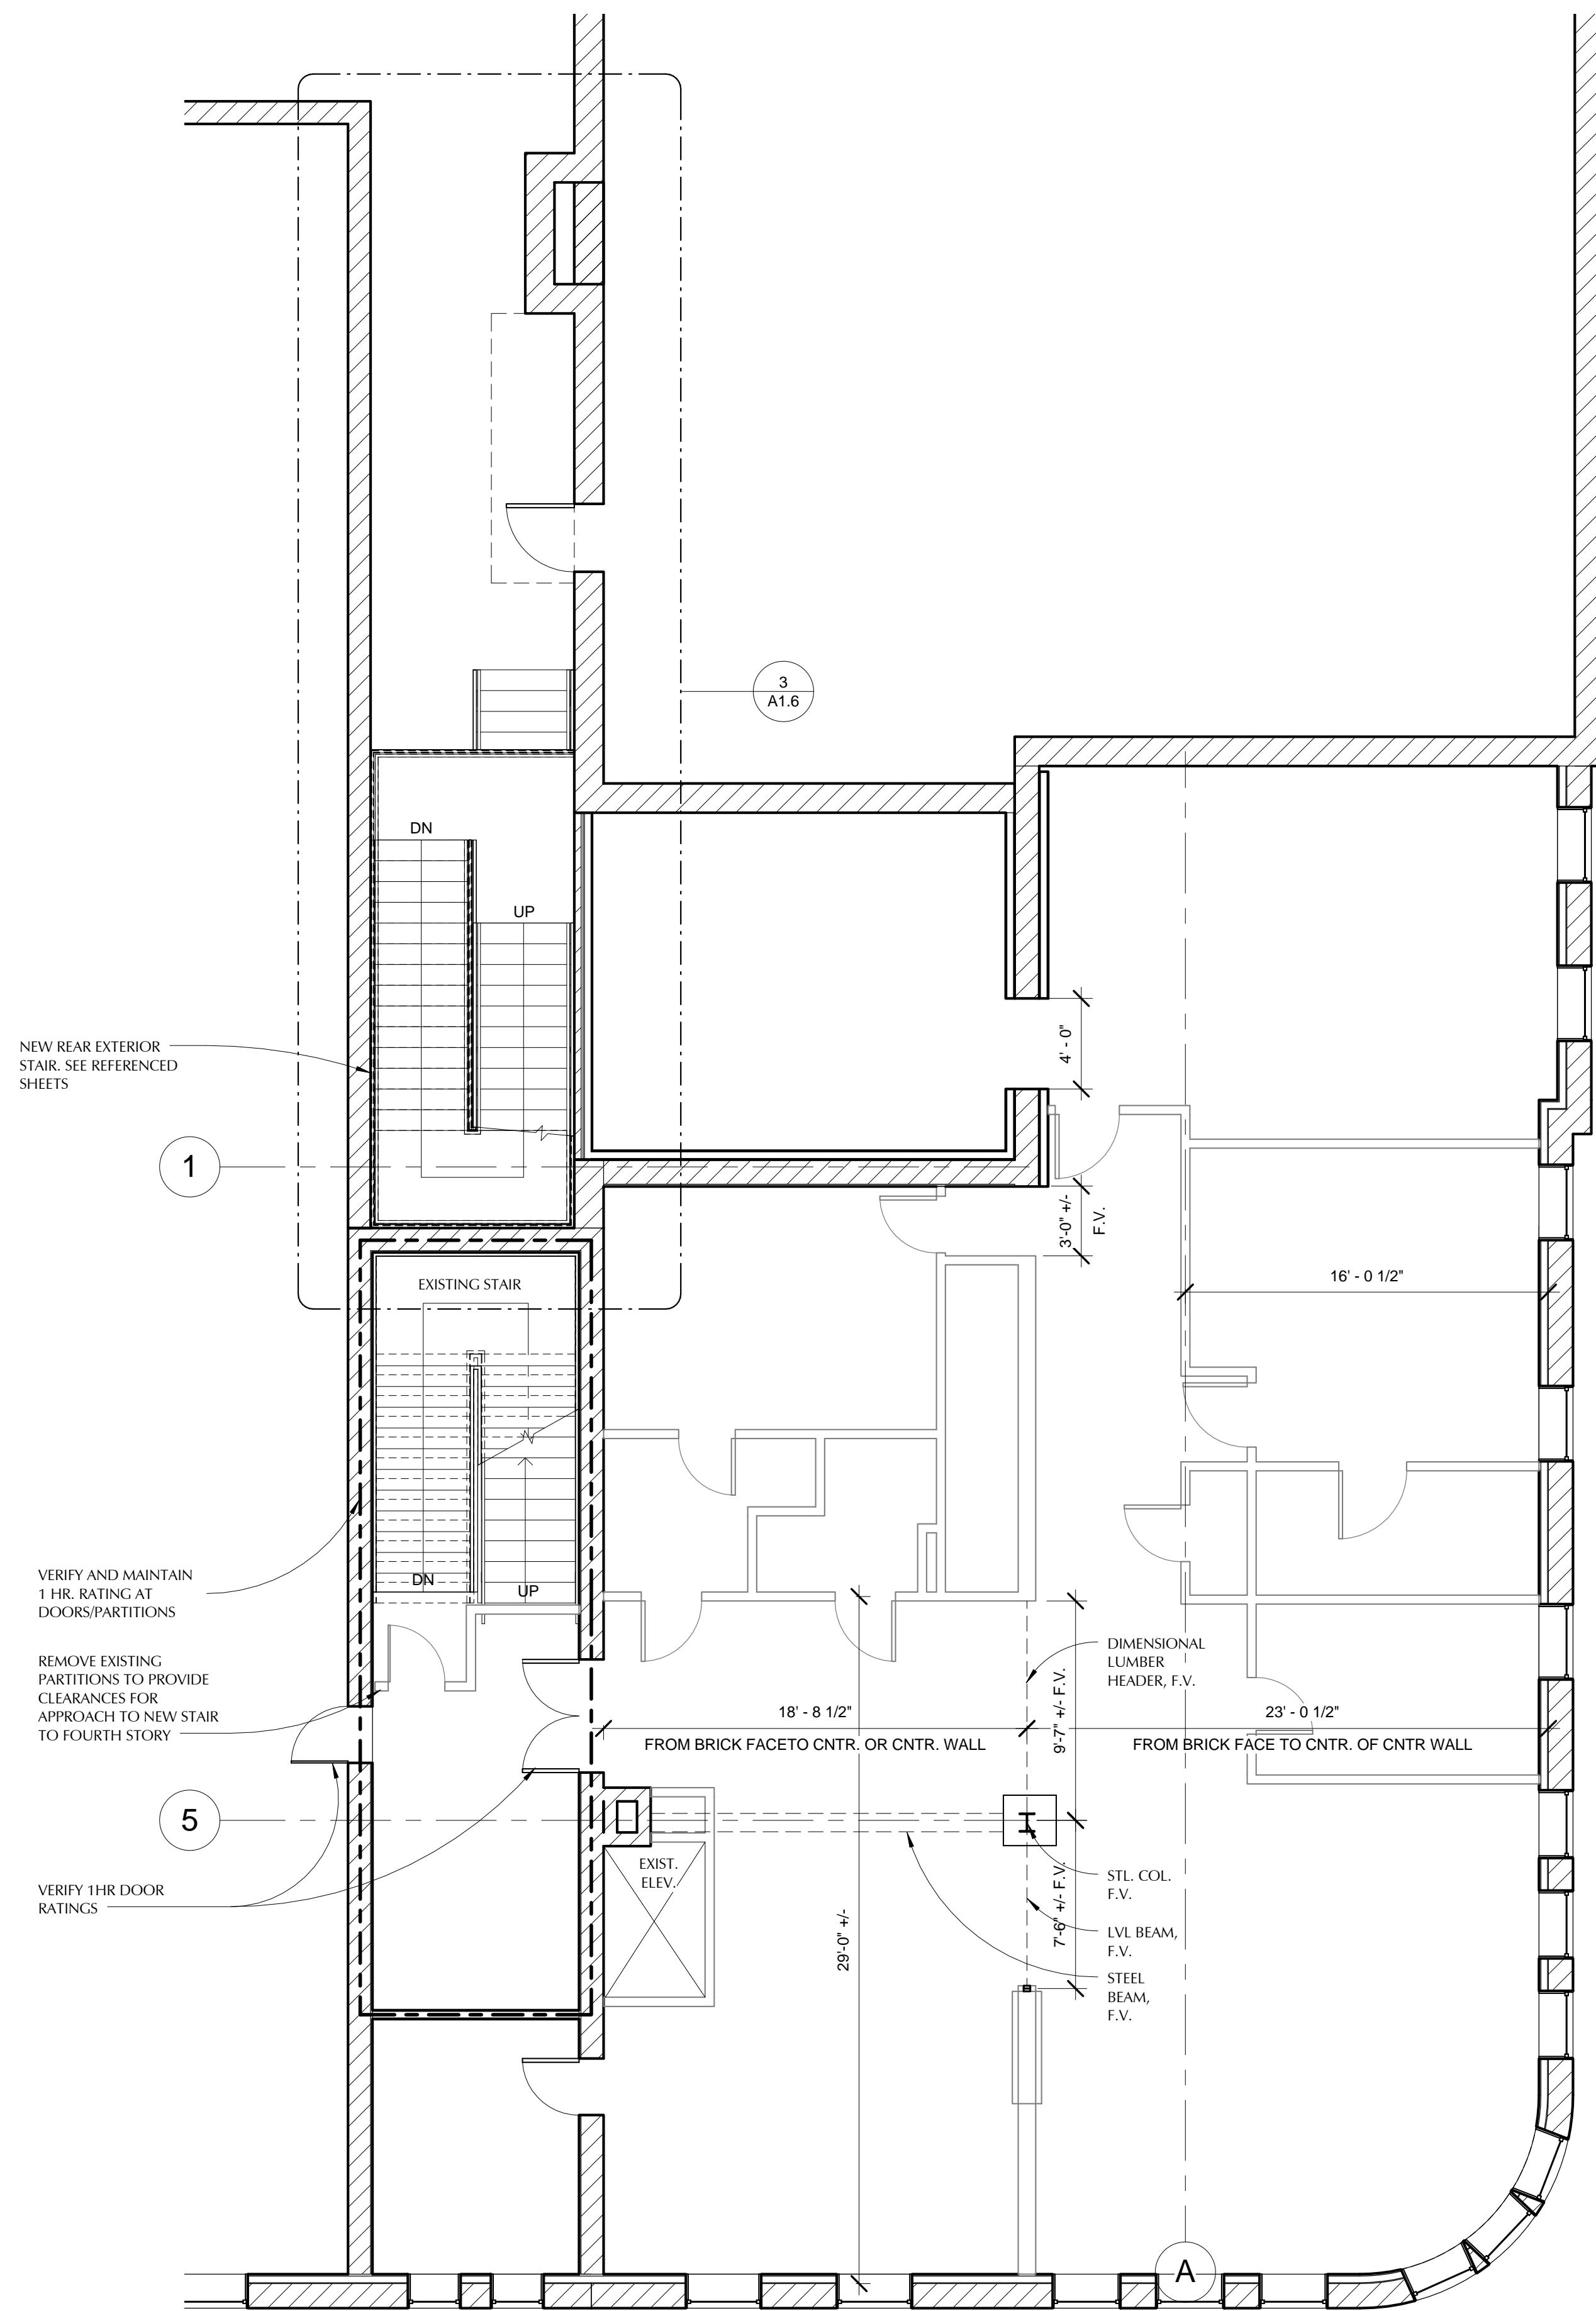 3
A1.6
DN
UP
4' - 0"
NEW REAR EXTERIOR
STAIR. SEE REFERENCED
SHEETS
1
3'-0" +/-
F.V.
EXISTING STAIR
16' - 0 1/2"
DN
UP
VERIFY AND MAINTAIN
1 HR. RATING AT
DOORS/PARTITIONS
REMOVE EXISTING
PARTITIONS TO PROVIDE
CLEARANCES FOR
APPROACH TO NEW STAIR
TO FOURTH STORY
DIMENSIONAL
LUMBER
HEADER, F.V.
9'-7" +/- F.V.
18' - 8 1/2"
FROM BRICK FACETO CNTR. OR CNTR. WALL
23' - 0 1/2"
FROM BRICK FACE TO CNTR. OF CNTR WALL
5
EXIST.
ELEV.
STL. COL.
F.V.
VERIFY 1HR DOOR
RATINGS
7'-6" +/- F.V.
29'-0" +/-
LVL BEAM,
F.V.
STEEL
BEAM,
F.V.
A